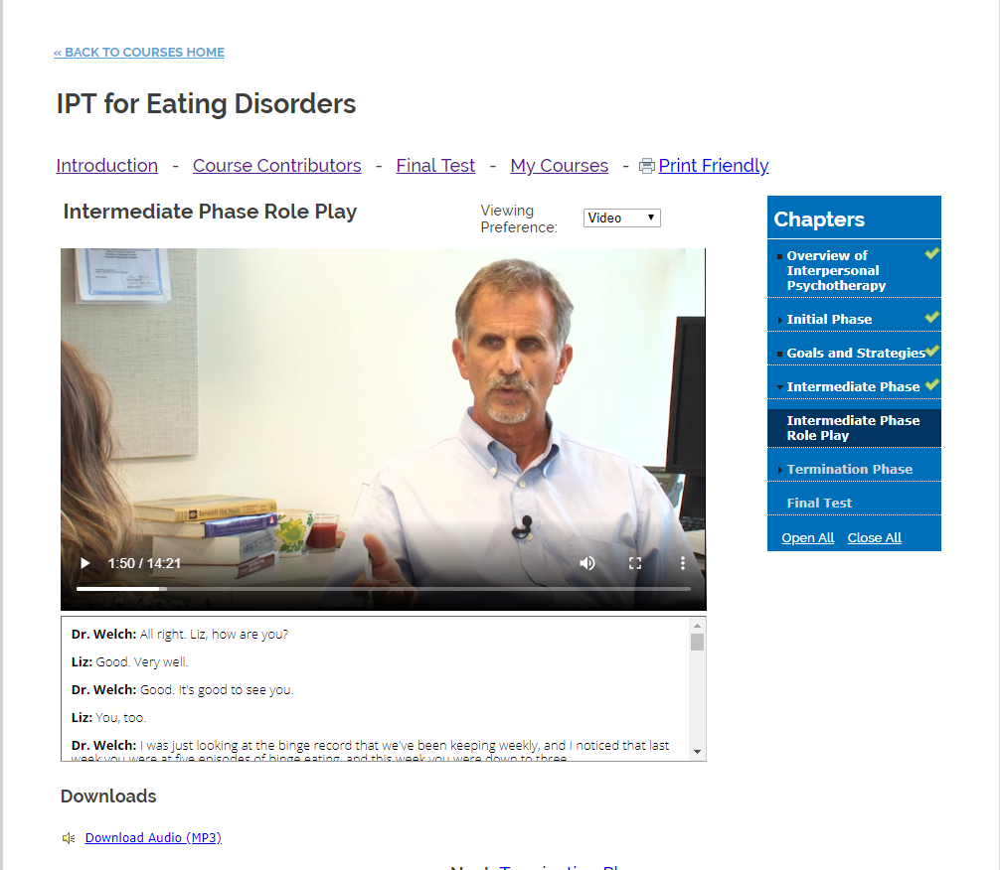 « BACK TO COURSES HOME
IPT for Eating Disorders
Introduction - Course Contributors - Final Test - My Courses - Print Friendly
Intermediate Phase Role Play
Viewing
Preference:
Video
Beneath the Mask
1:50 / 14:21
Dr. Welch: All right. Liz, how are you?
Liz: Good. Very well.
Dr. Welch: Good. It's good to see you.
Liz: You, too.
Dr. Welch: I was just looking at the binge record that we've been keeping weekly, and I noticed that last
week you were at five episodes of binge eating, and this week you were down to three.
Downloads
Download Audio (MP3)
Chapters
Overview of
Interpersonal
Psychotherapy
Initial Phase
Goals and Strategies
Intermediate Phase
Intermediate Phase
Role Play
Termination Phase
Final Test
Open All Close All